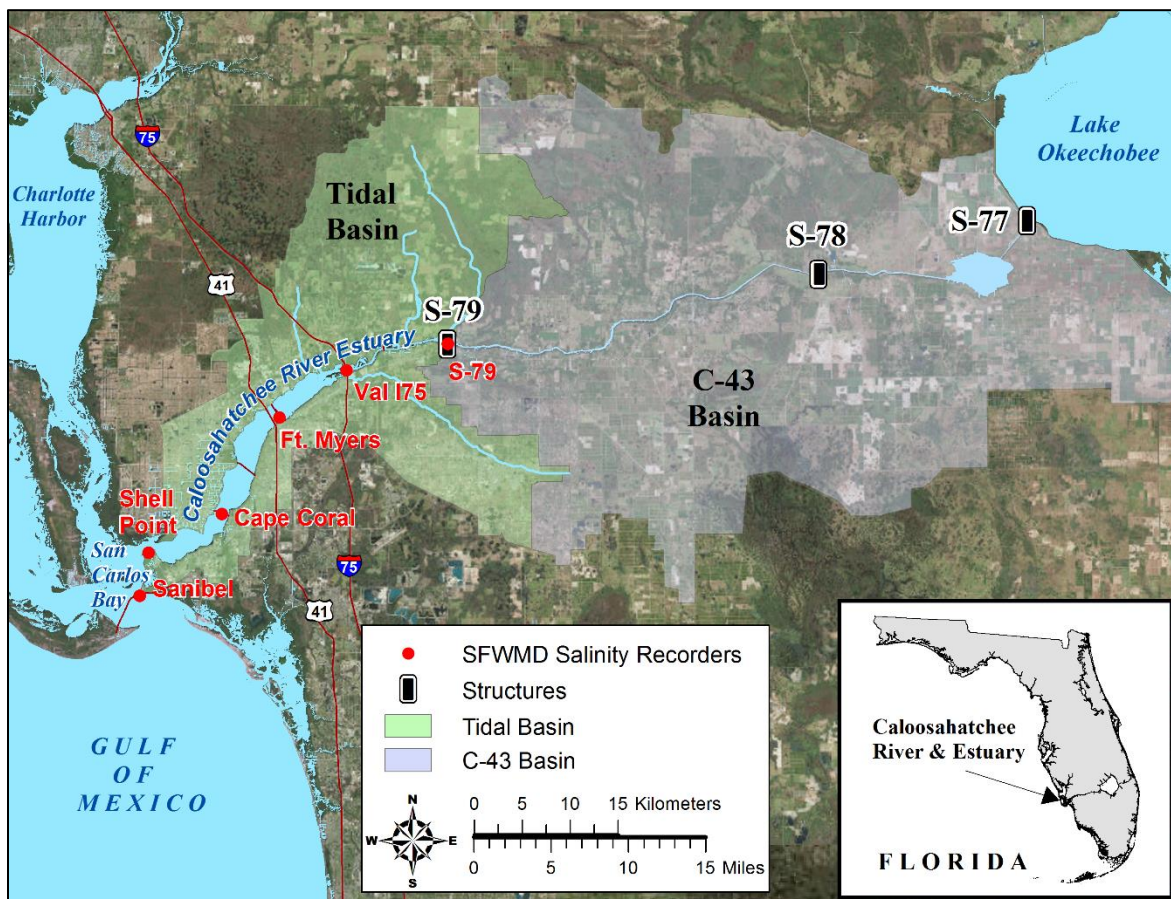 75
Lake
Okeechobee
Charlotte
Harbor
Tidal
Basin
S-77
S-78
41
S-79
S-79
Caloosahatchee River Estuary
Val I75
C-43
Basin
Ft. Myers
Shell
Point
Cape Coral
San
Carlos
Bay
Sanibel
75
41
GULF
OF
MEXICO
SFWMD Salinity Recorders
Structures
Tidal Basin
C-43 Basin
N
W E
S
0 5 10 15 Kilometers
0 5 10 15 Miles
Caloosahatchee
River & Estuary
FLORIDA